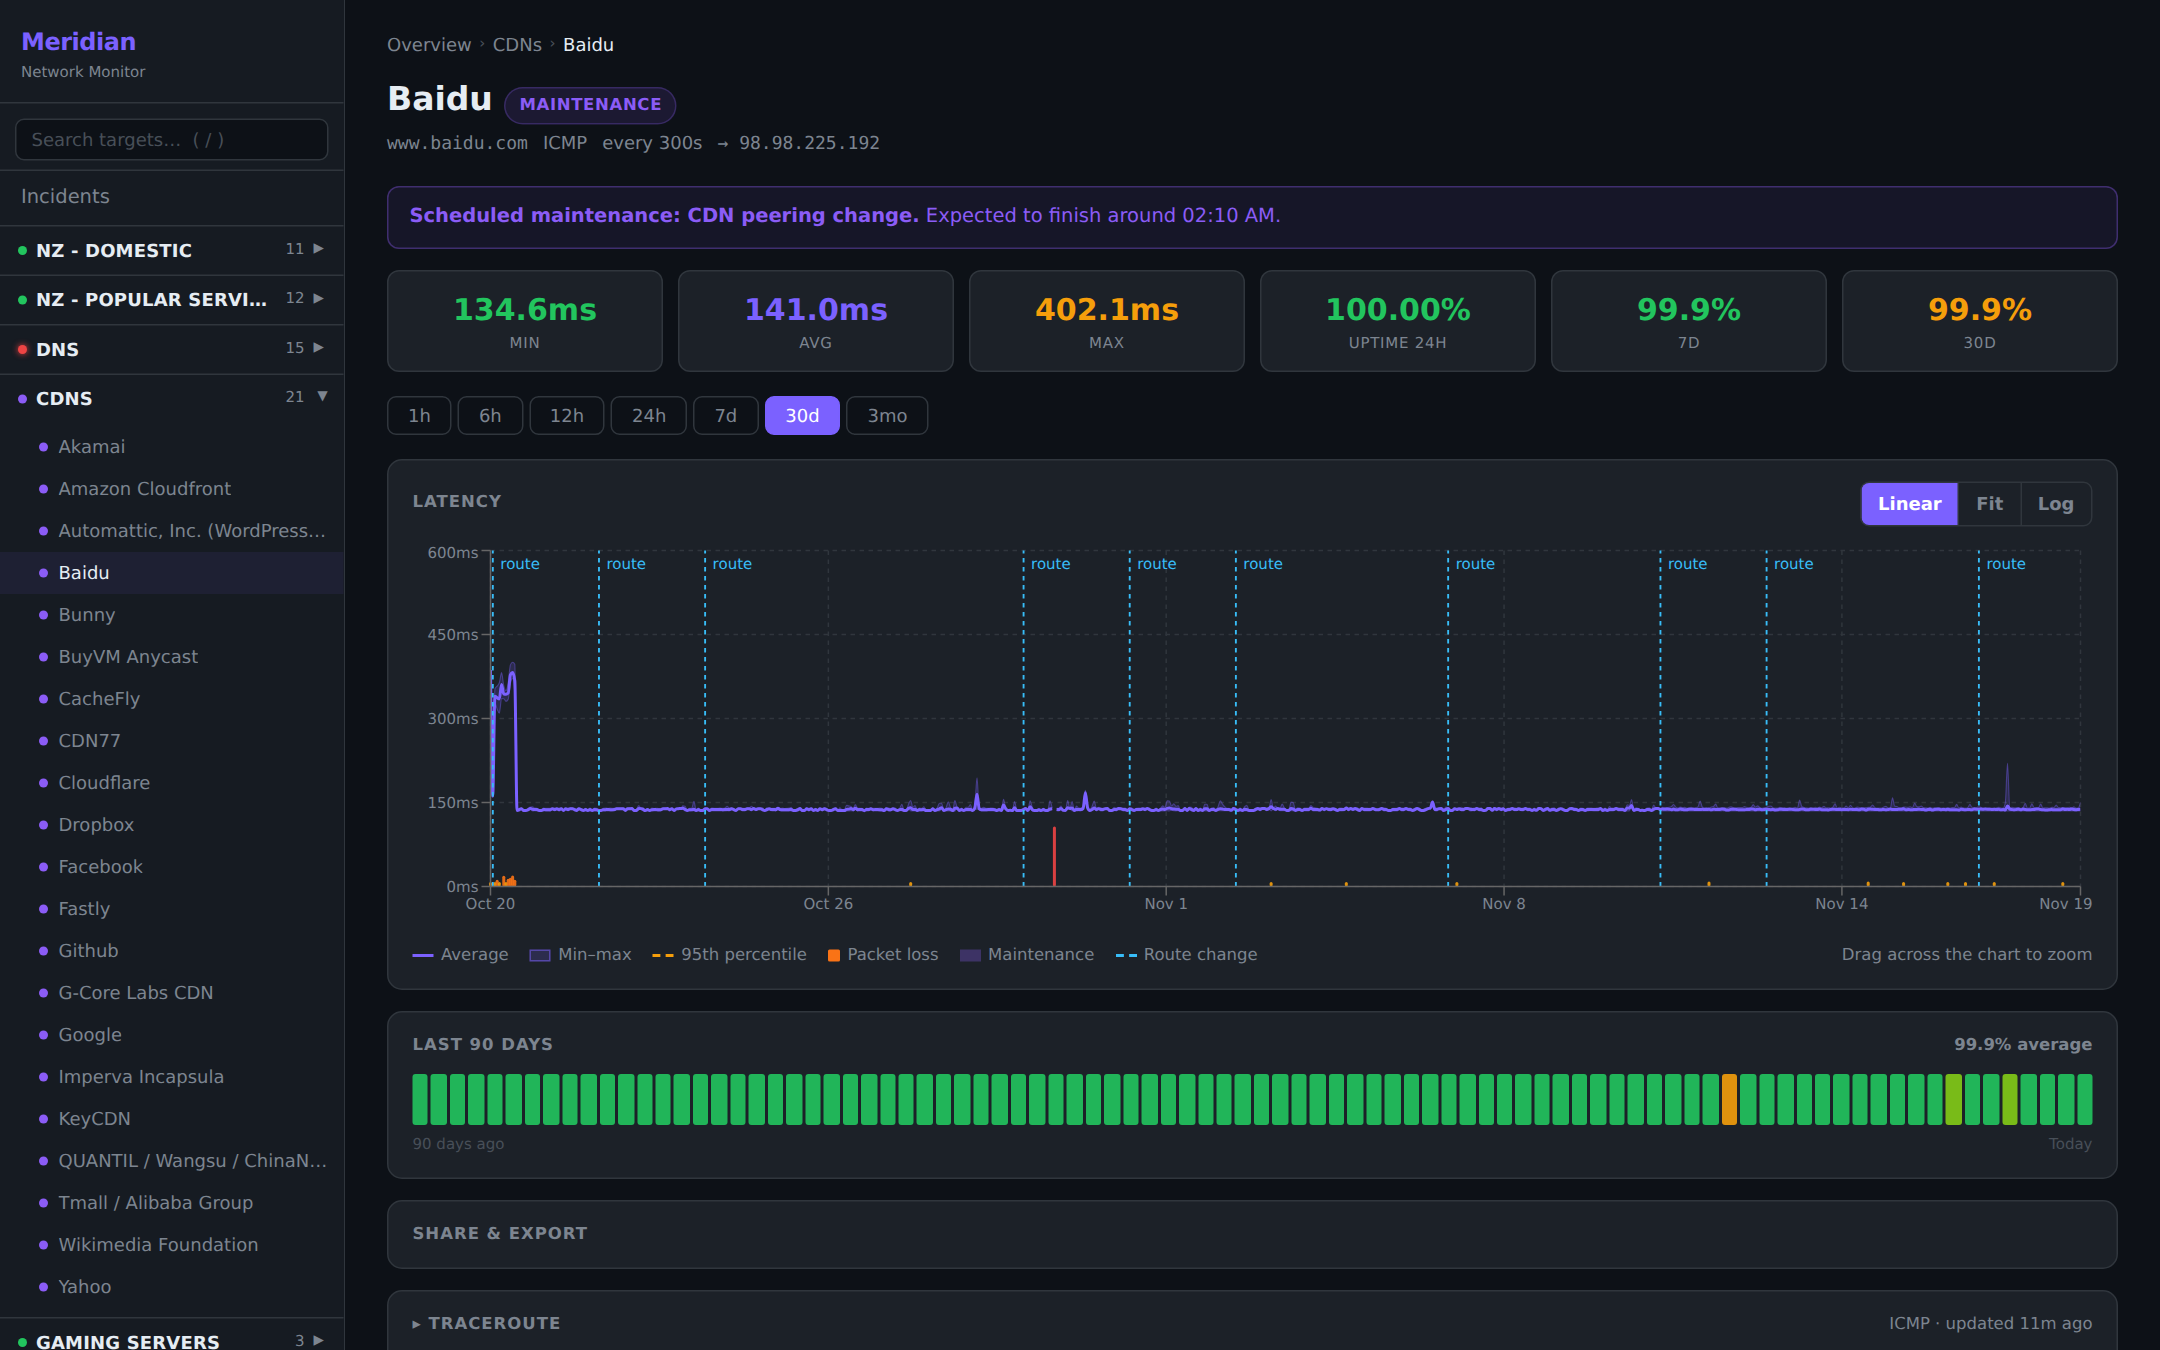 Meridian
Network Monitor
Search targets... ( / )
Incidents
NZ - DOMESTIC 11 ▶
NZ - POPULAR SERVI… 12 ▶
DNS 15 ▶
CDNS 21 ▼
Akamai
Amazon Cloudfront
Automattic, Inc. (WordPress…
Baidu
Bunny
BuyVM Anycast
CacheFly
CDN77
Cloudflare
Dropbox
Facebook
Fastly
Github
G-Core Labs CDN
Google
Imperva Incapsula
KeyCDN
QUANTIL / Wangsu / ChinaN…
Tmall / Alibaba Group
Wikimedia Foundation
Yahoo
GAMING SERVERS 3 ▶
Overview › CDNs › Baidu
Baidu MAINTENANCE
www.baidu.com ICMP every 300s → 98.98.225.192
Scheduled maintenance: CDN peering change. Expected to finish around 02:10 AM.
134.6ms 141.0ms 402.1ms 100.00% 99.9% 99.9%
MIN AVG MAX UPTIME 24H 7D 30D
1h 6h 12h 24h 7d 30d 3mo
LATENCY Linear Fit Log
600ms
route route route route route route route route route route
450ms
300ms
150ms
0ms
Oct 20 Oct 26 Nov 1 Nov 8 Nov 14 Nov 19
Average Min–max 95th percentile Packet loss Maintenance Route change Drag across the chart to zoom
LAST 90 DAYS 99.9% average
90 days ago Today
SHARE & EXPORT
▸ TRACEROUTE ICMP · updated 11m ago